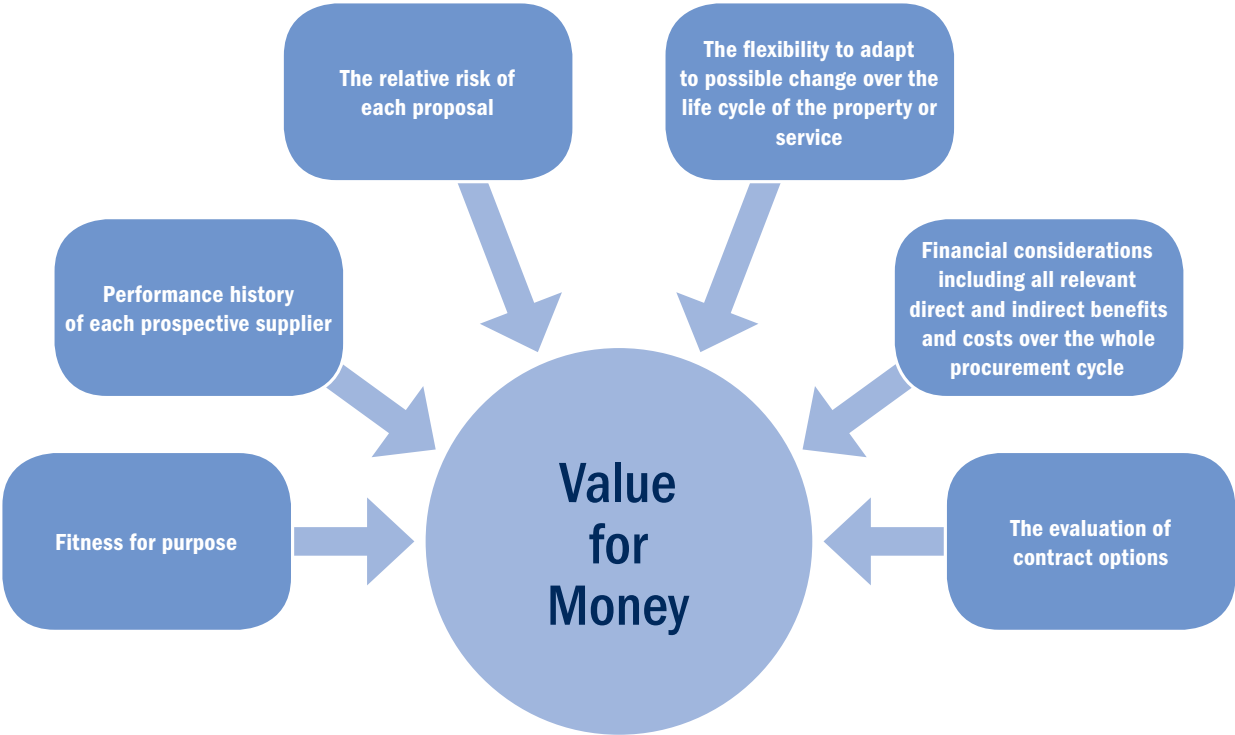 The relative risk of
each proposal
The flexibility to adapt
to possible change over the
life cycle of the property or
service
Performance history
of each prospective supplier
Financial considerations
including all relevant
direct and indirect benefits
and costs over the whole
procurement cycle
Fitness for purpose
Value
for
Money
The evaluation of
contract options